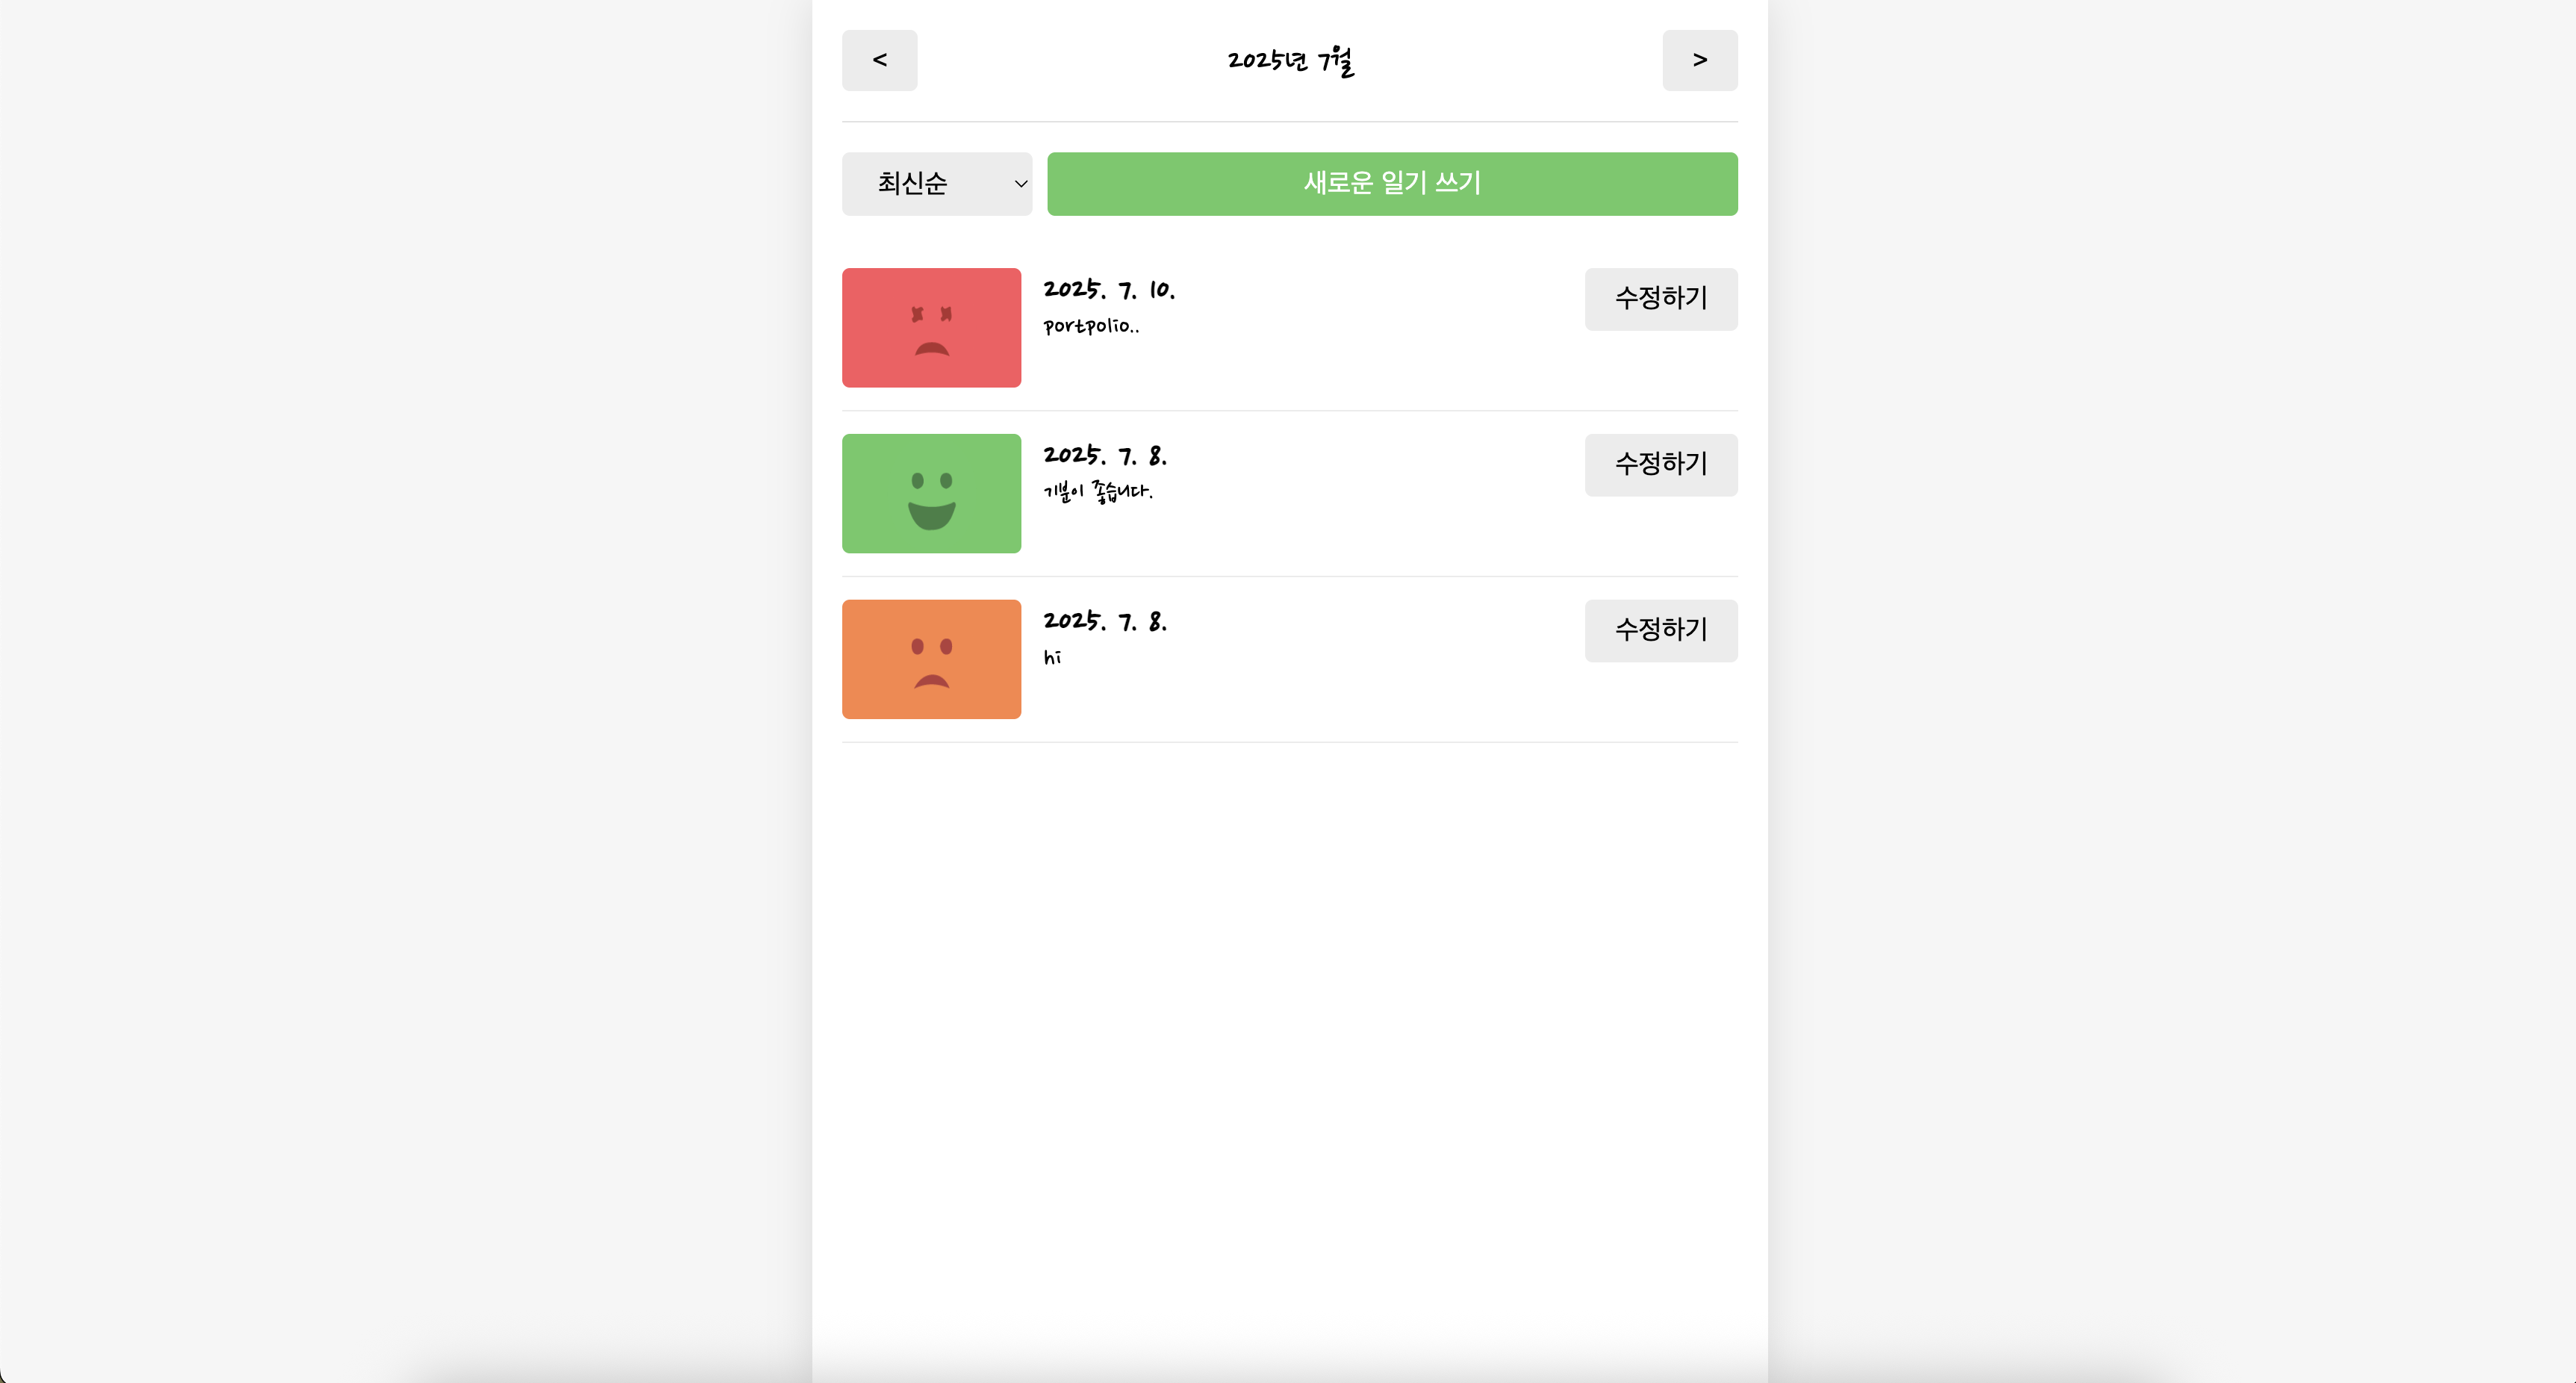 <
2025년 7월
>
최신순
새로운 일기 쓰기
2025. 7. 10.
portpolio..
수정하기
2025. 7. 8.
기분이 좋습니다.
수정하기
2025. 7. 8.
hi
수정하기